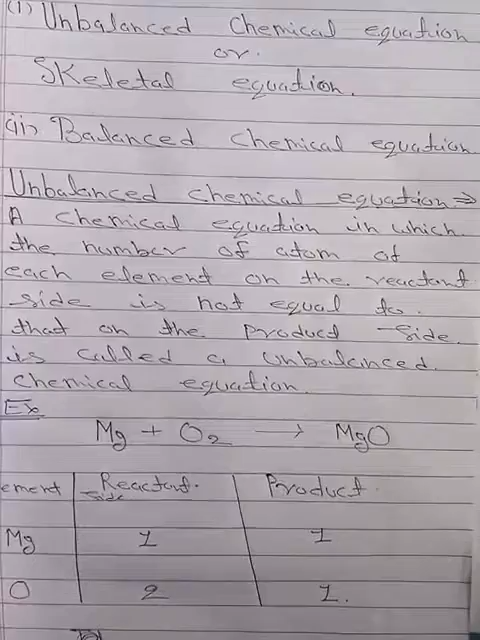 (i) Unbalanced Chemical equation
or.
Skeletal equation.
(ii) Balanced chemical equation
Unbalanced chemical equation ⇒
A chemical equation in which
the number of atom of
each element on the reactant
side is not equal to.
that on the product -side.
is called a unbalanced.
chemical equation.
Ex
Mg + O₂ → MgO
ement Reactant. Product.
side
Mg 1 1
O 2 1.